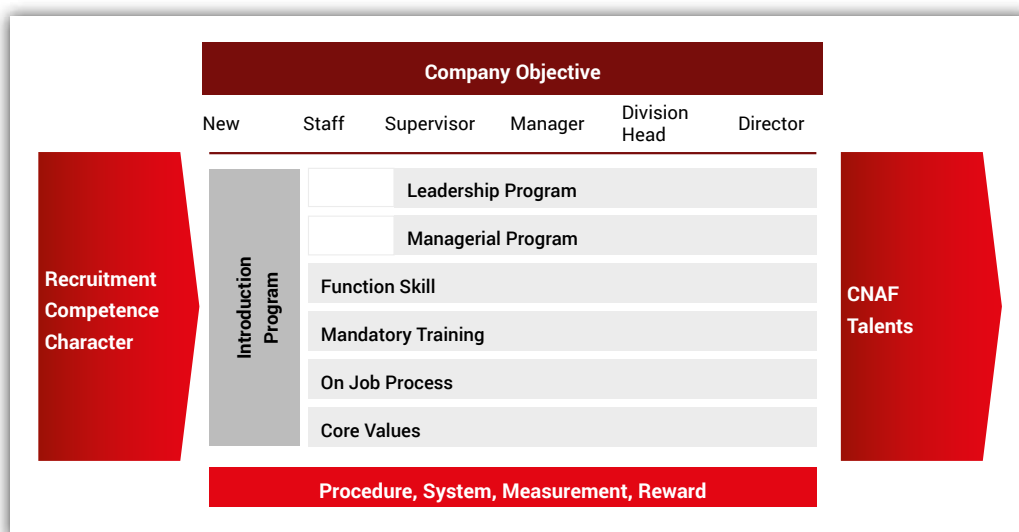 Company Objective
New Staff Supervisor Manager Division Head Director
Recruitment
Competence
Character
Introduction
Program
Leadership Program
Managerial Program
Function Skill
Mandatory Training
On Job Process
Core Values
CNAF
Talents
Procedure, System, Measurement, Reward